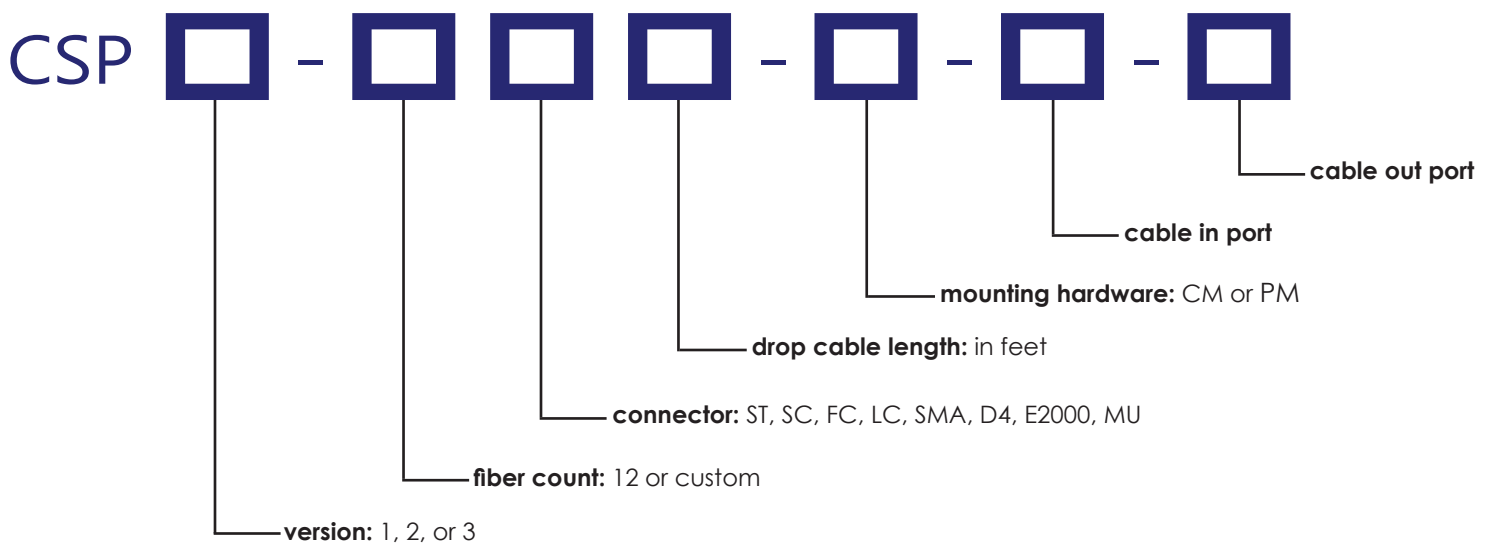 CSP - - - -
cable out port
cable in port
mounting hardware: CM or PM
drop cable length: in feet
connector: ST, SC, FC, LC, SMA, D4, E2000, MU
fiber count: 12 or custom
version: 1, 2, or 3